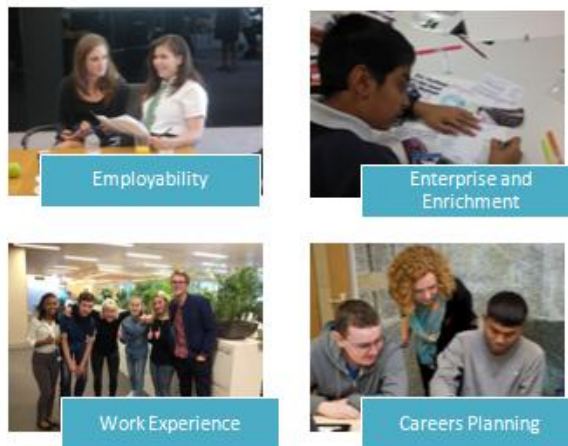 Employability
Enterprise and
Enrichment
Work Experience
Careers Planning